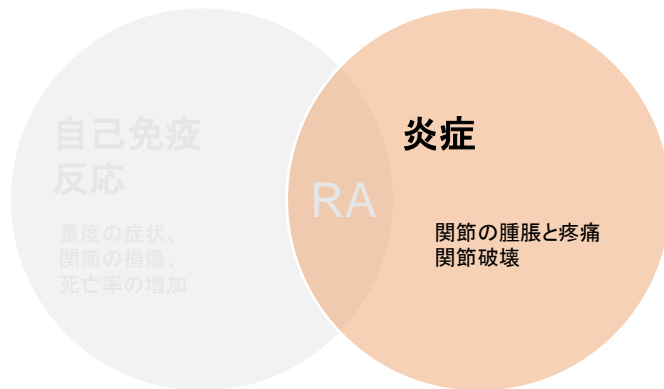 自己免疫
反応
重度の症状、
関節の損傷、
死亡率の増加
RA
炎症
関節の腫脹と疼痛
関節破壊